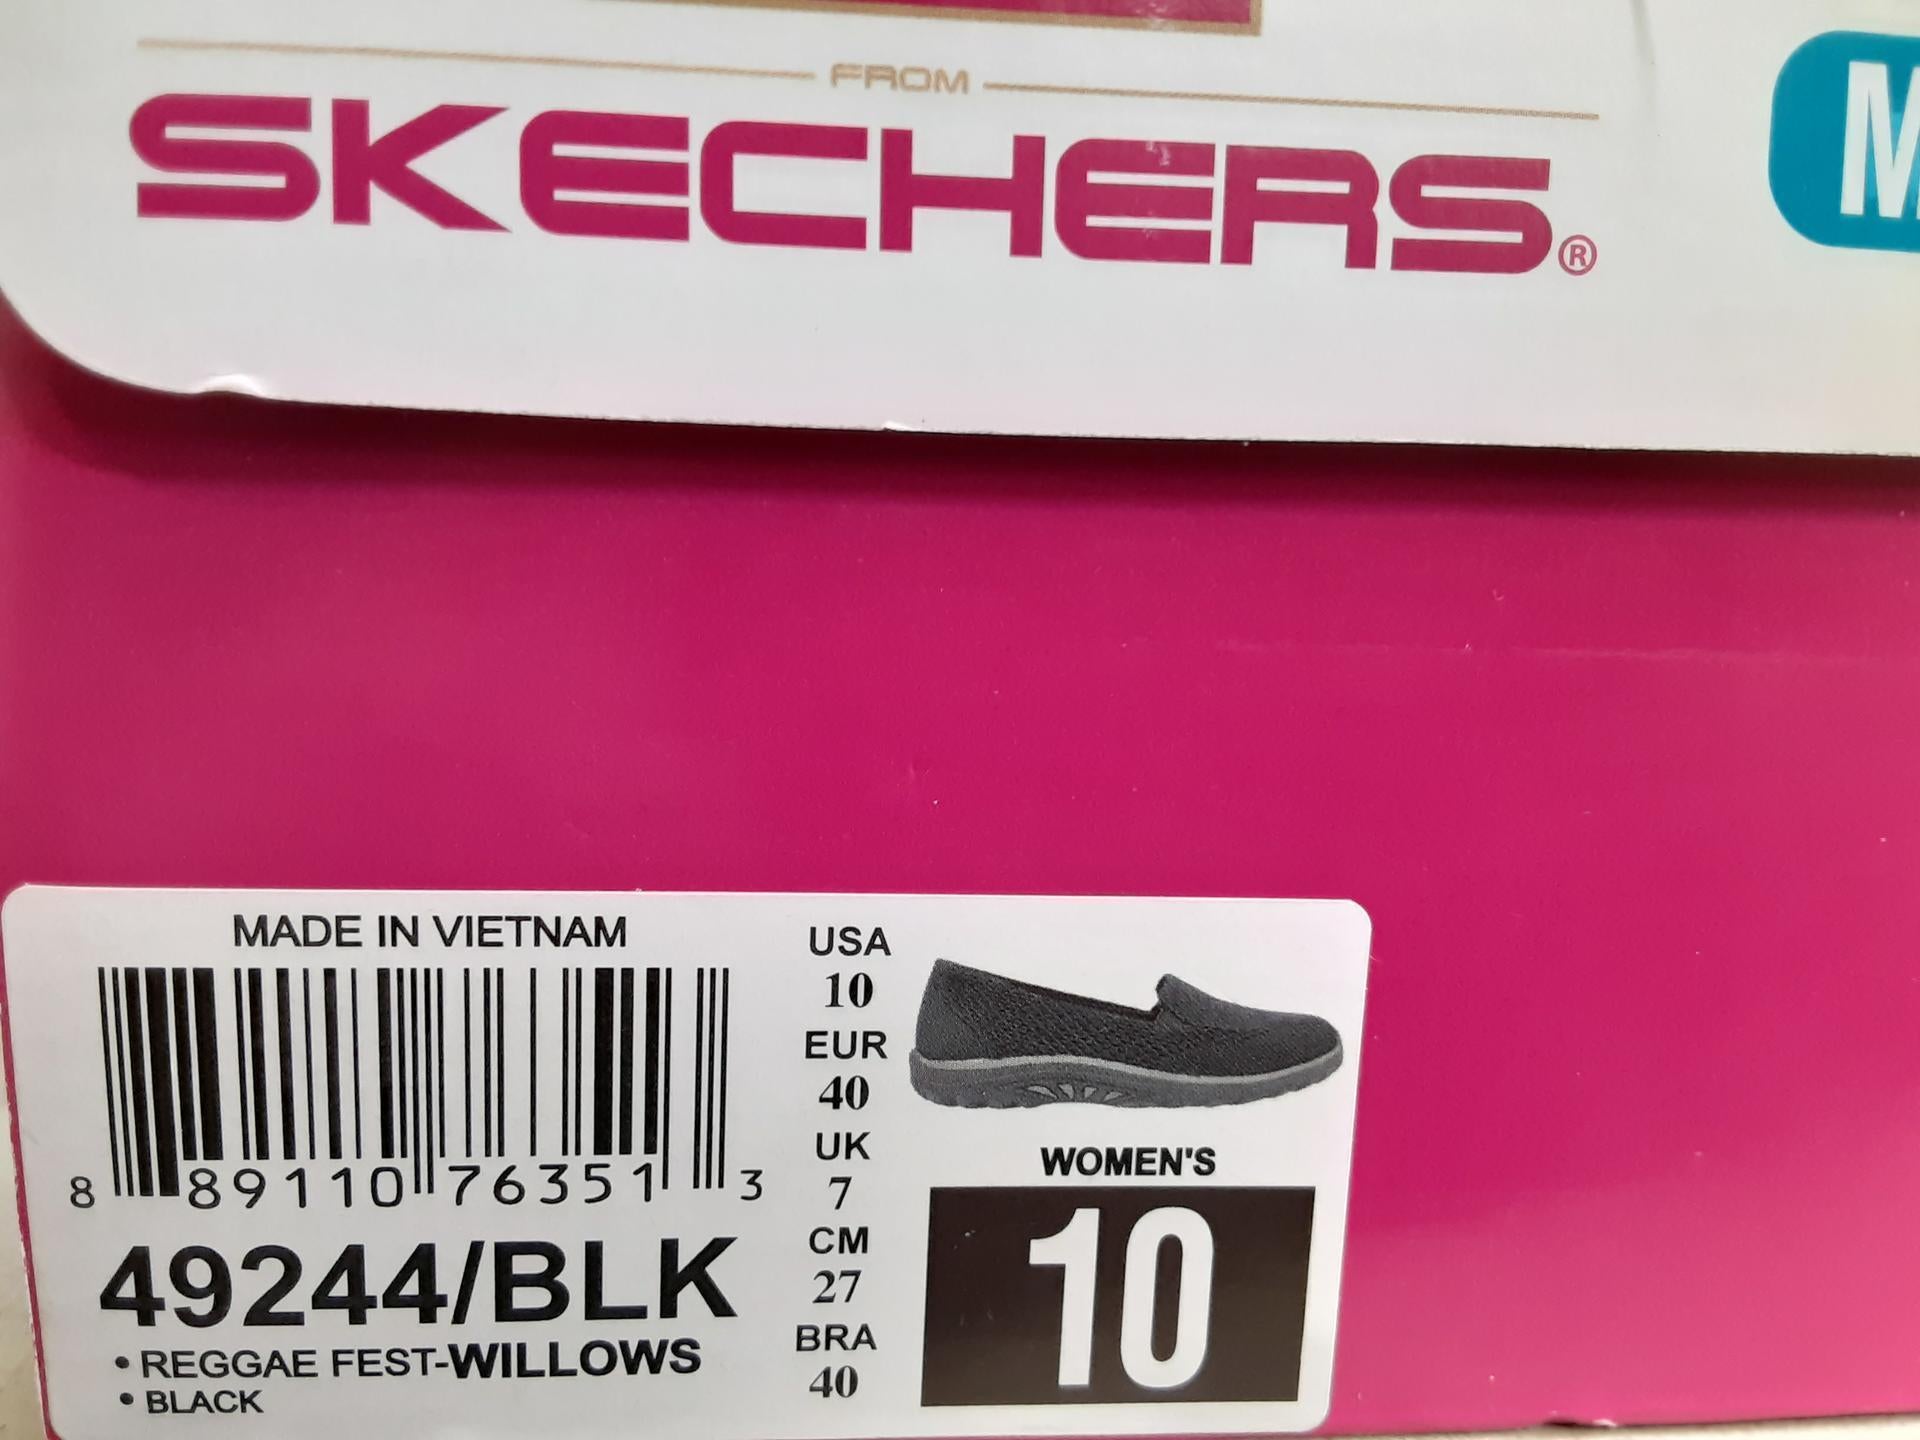 FROM
SKECHERS®
M
MADE IN VIETNAM
8 89110 76351 3
49244/BLK
• REGGAE FEST-WILLOWS
• BLACK
USA
10
EUR
40
UK
7
CM
27
BRA
40
WOMEN'S
10